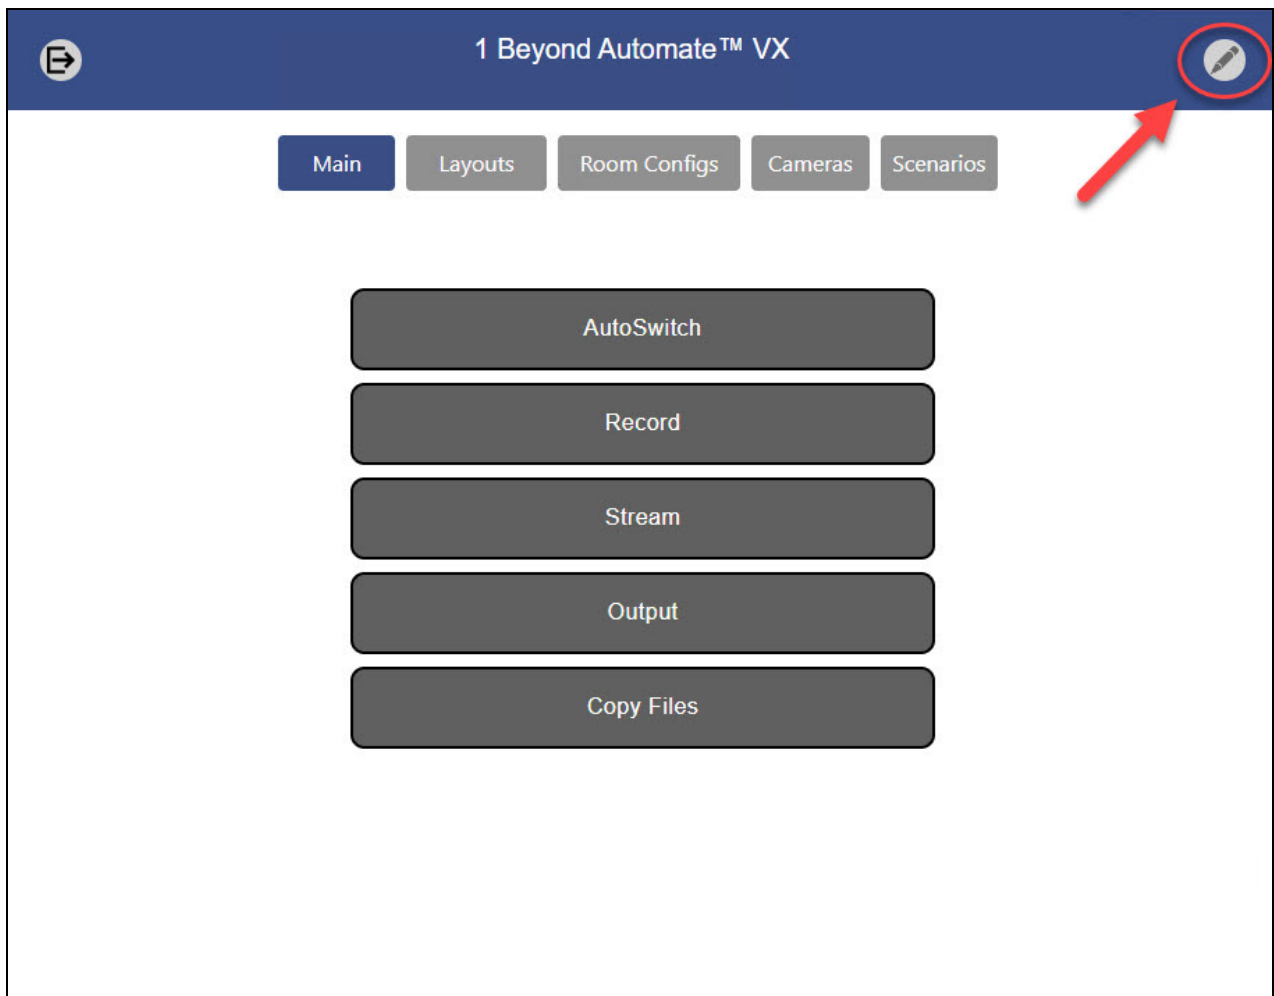 1 Beyond Automate™ VX
Main Layouts Room Configs Cameras Scenarios
AutoSwitch
Record
Stream
Output
Copy Files